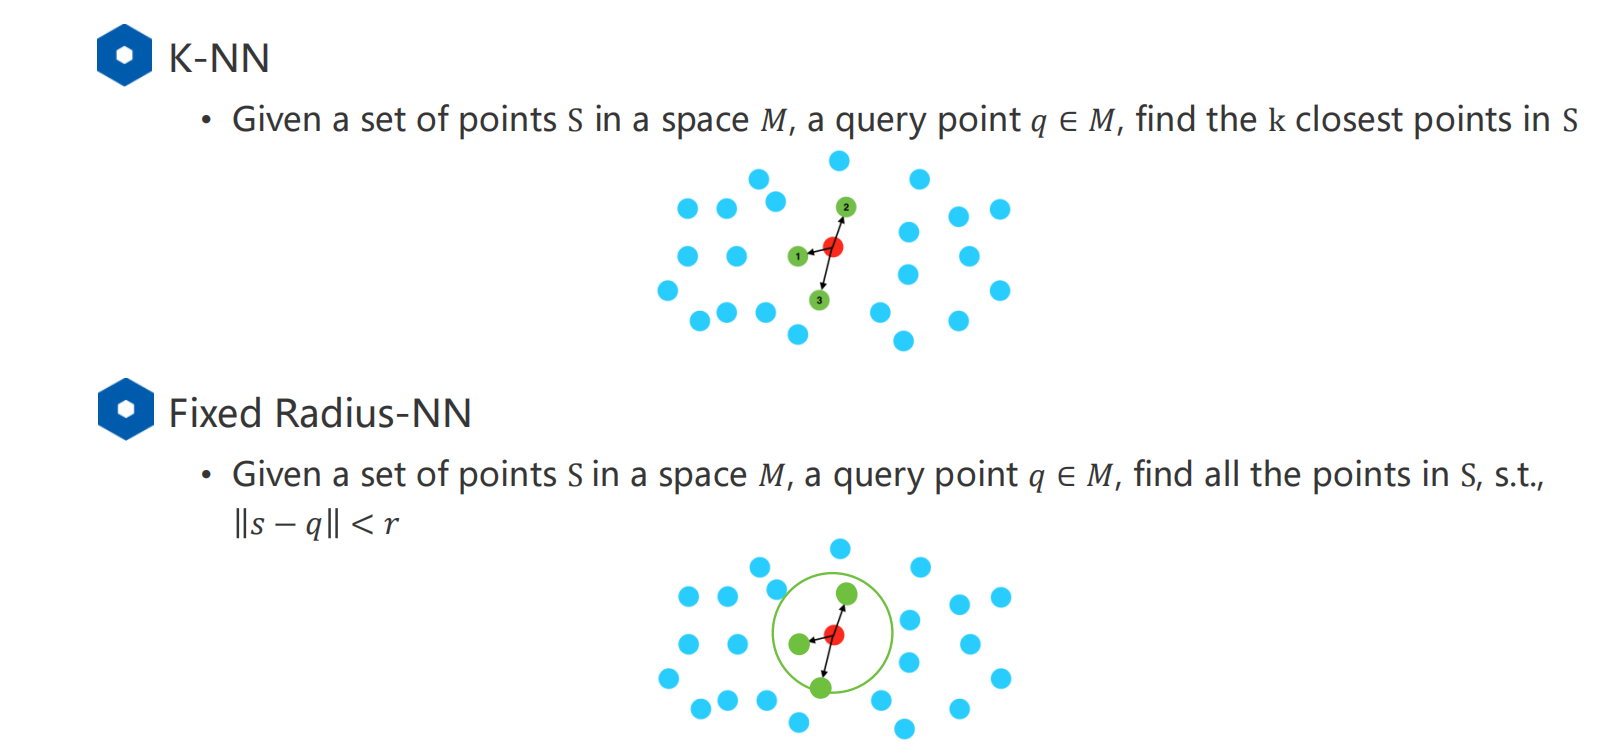 K-NN
• Given a set of points S in a space M, a query point q ∈ M, find the k closest points in S
2
1
3
Fixed Radius-NN
• Given a set of points S in a space M, a query point q ∈ M, find all the points in S, s.t.,
‖s − q‖ < r